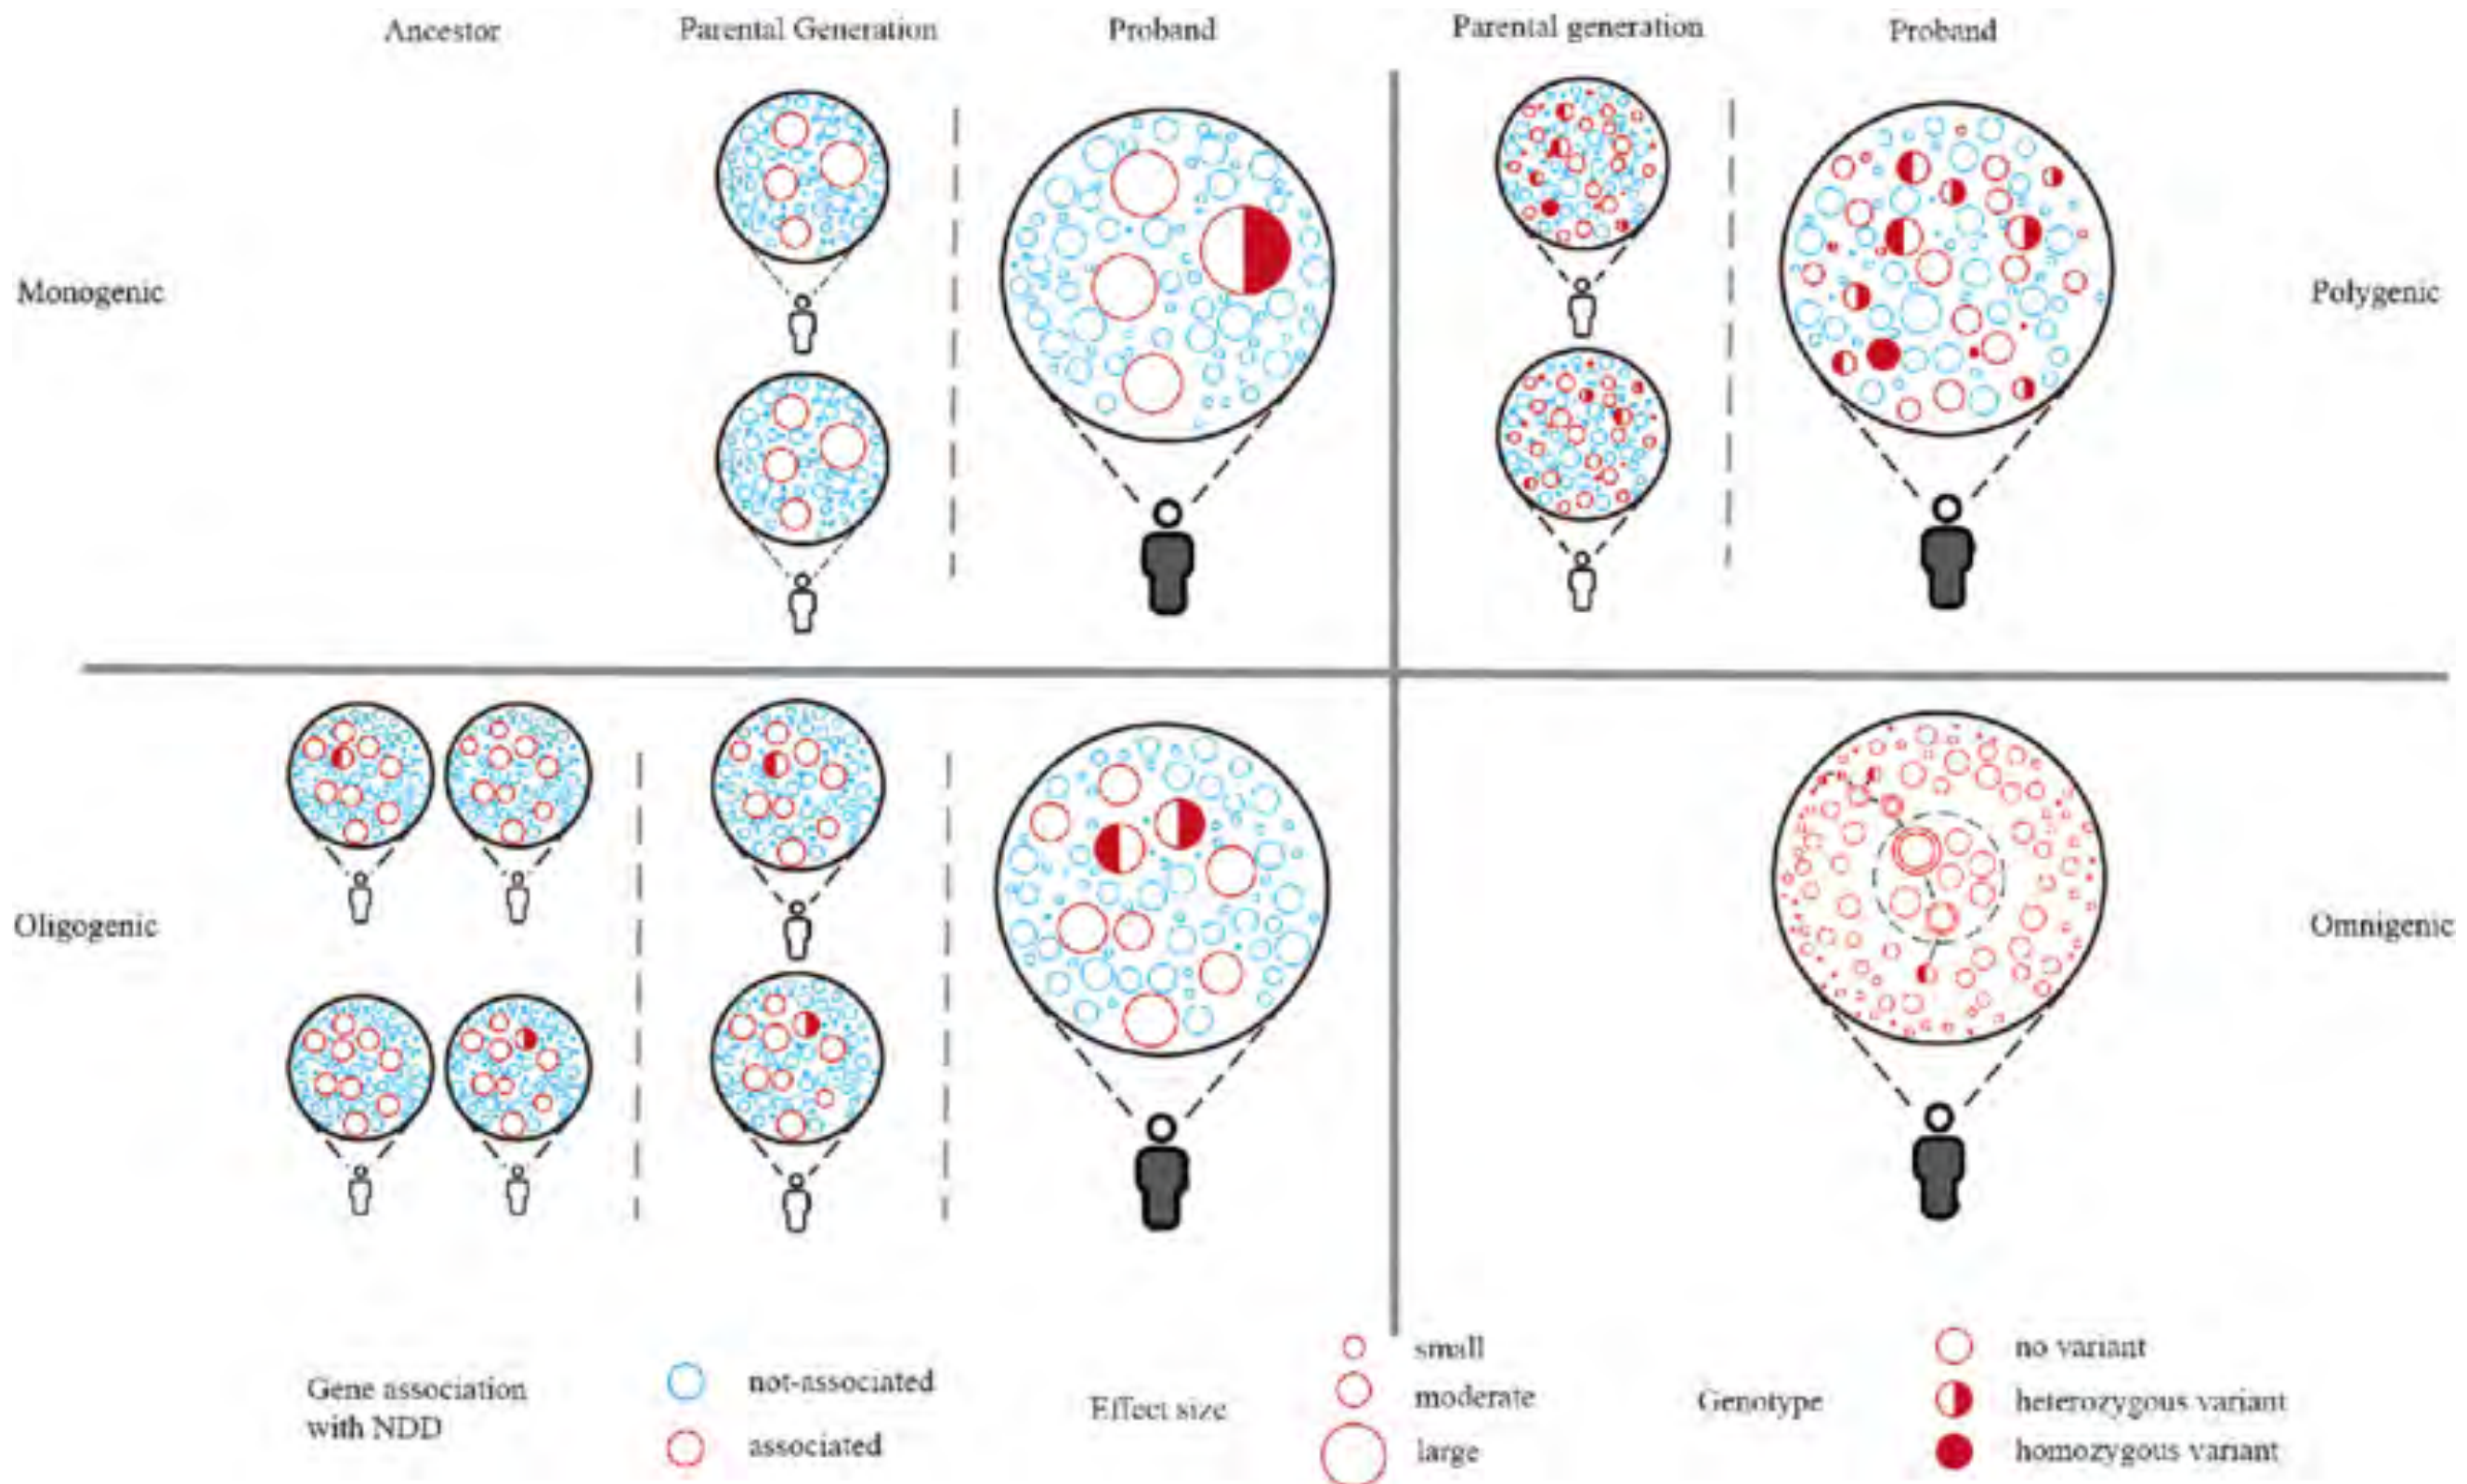 Ancestor
Parental Generation
Proband
Parental generation
Proband
Monogenic
Polygenic
Oligogenic
Omnigenic
Gene association
with NDD
not-associated
associated
Effect size
small
moderate
large
Genotype
no variant
heterozygous variant
homozygous variant